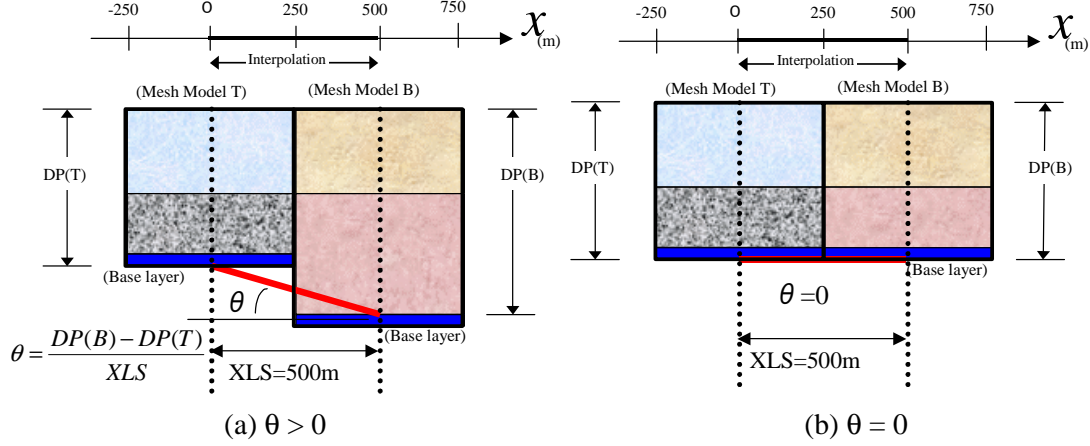 -250 0 250 500 750
x (m)
Interpolation
(Mesh Model T) (Mesh Model B)
DP(T)
DP(B)
(Base layer)
θ
(Base layer)
θ = DP(B) − DP(T)
XLS
XLS=500m
(a) θ > 0
-250 0 250 500 750
x (m)
Interpolation
(Mesh Model T) (Mesh Model B)
DP(T)
DP(B)
(Base layer)
θ =0
XLS=500m
(b) θ = 0